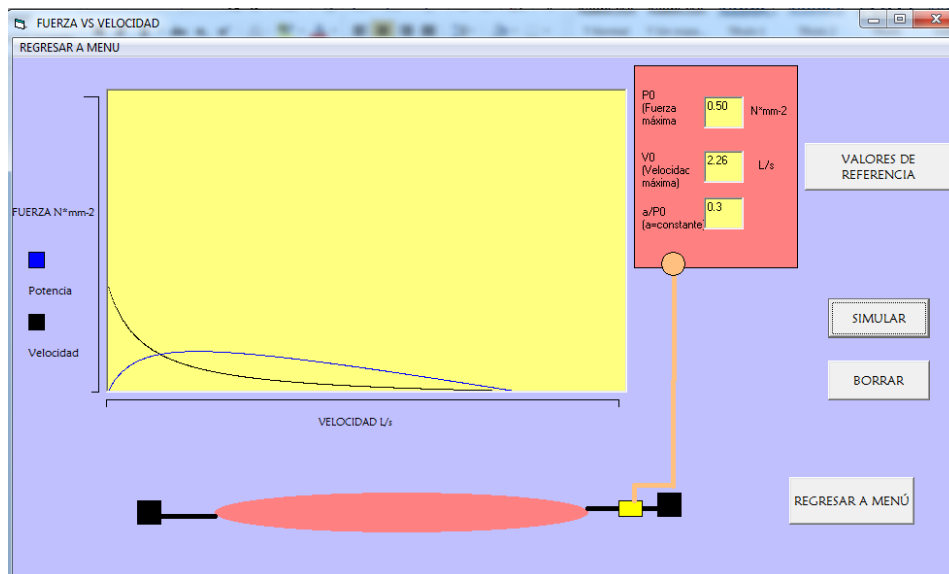 FUERZA VS VELOCIDAD
REGRESAR A MENU
FUERZA N*mm-2
Potencia
Velocidad
VELOCIDAD L/s
P0
(Fuerza
máxima
0.50
N*mm-2
V0
(Velocidac
máxima)
2.26
L/s
a/P0
(a=constante)
0.3
VALORES DE
REFERENCIA
SIMULAR
BORRAR
REGRESAR A MENÚ